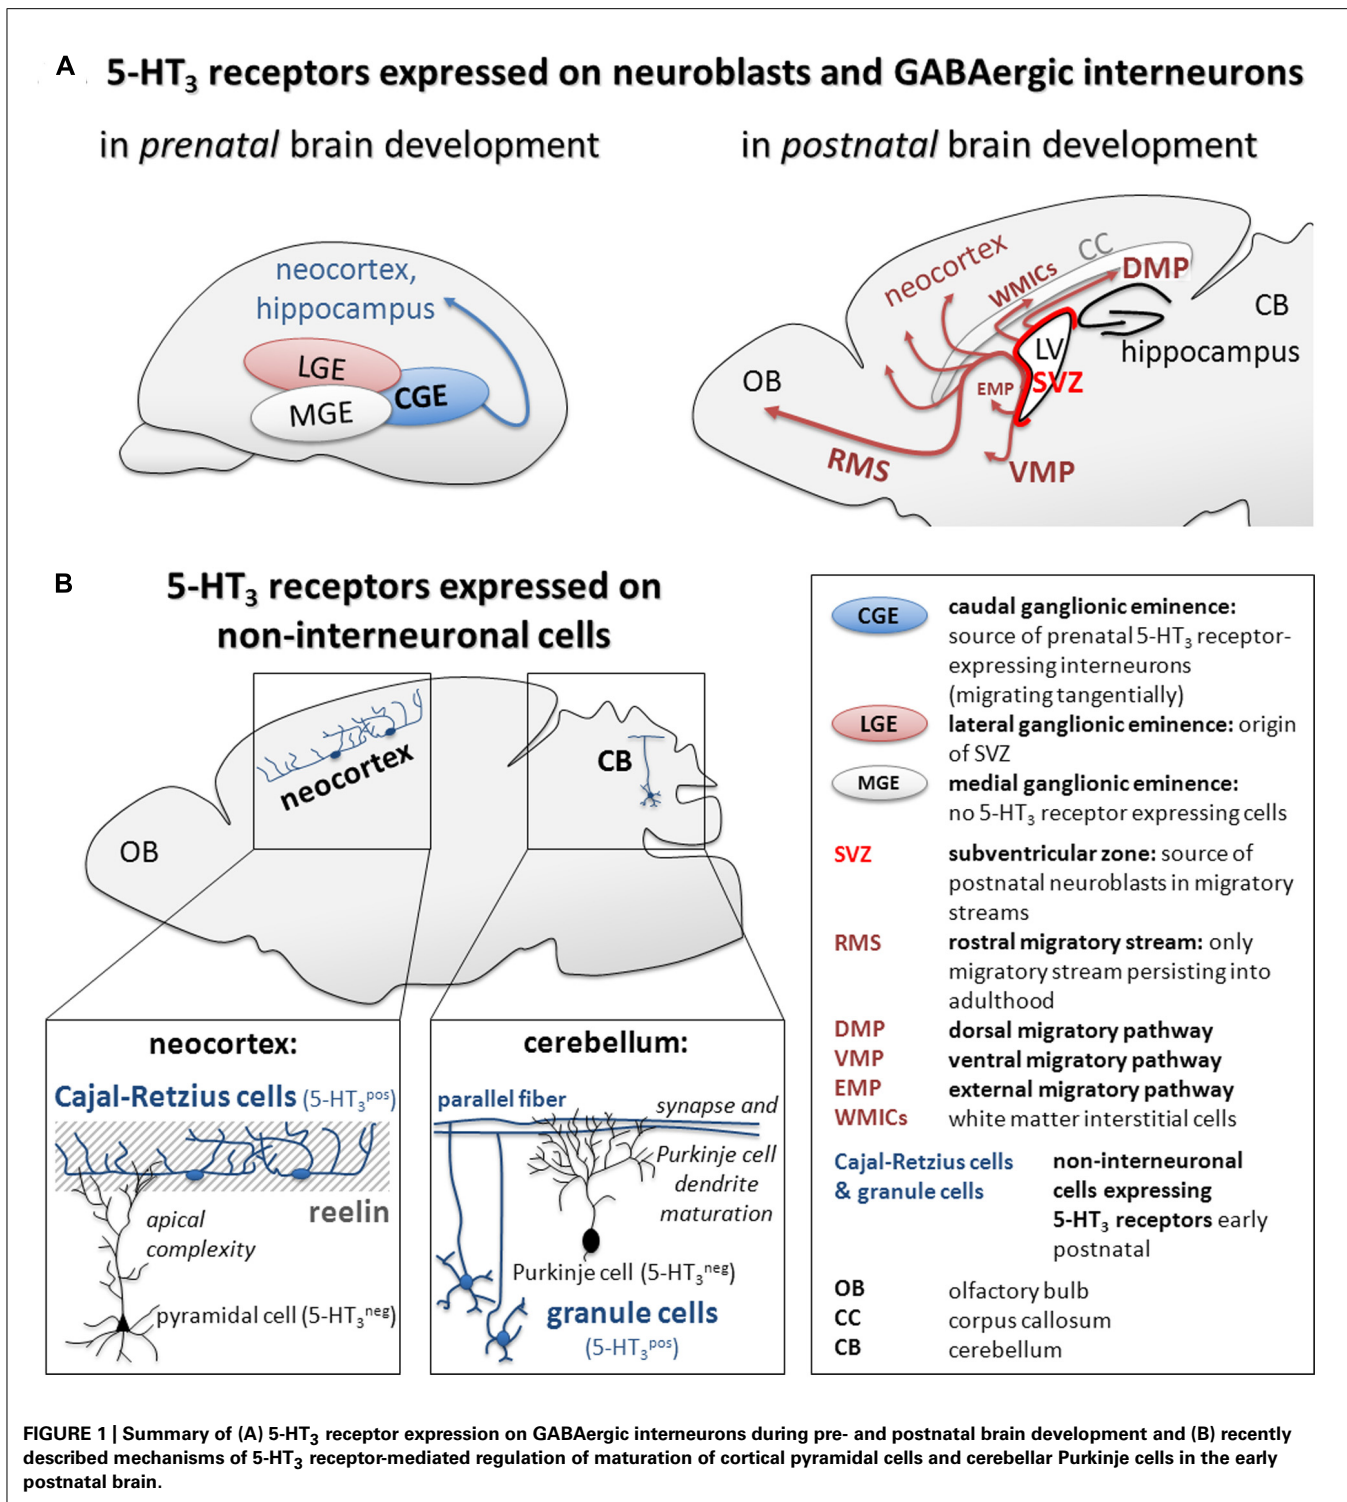 A
5-HT3 receptors expressed on neuroblasts and GABAergic interneurons
in prenatal brain development
in postnatal brain development
neocortex,
hippocampus
LGE
MGE
CGE
neocortex
CC
WMICs
DMP
CB
LV
hippocampus
OB
EMP
SVZ
RMS
VMP
B
5-HT3 receptors expressed on
non-interneuronal cells
neocortex
CB
OB
neocortex:
Cajal-Retzius cells (5-HT3pos)
reelin
apical
complexity
pyramidal cell (5-HT3neg)
cerebellum:
parallel fiber
synapse and
Purkinje cell
dendrite
maturation
Purkinje cell (5-HT3neg)
granule cells
(5-HT3pos)
CGE
caudal ganglionic eminence:
source of prenatal 5-HT3 receptor-
expressing interneurons
(migrating tangentially)
LGE
lateral ganglionic eminence: origin
of SVZ
MGE
medial ganglionic eminence:
no 5-HT3 receptor expressing cells
SVZ
subventricular zone: source of
postnatal neuroblasts in migratory
streams
RMS
rostral migratory stream: only
migratory stream persisting into
adulthood
DMP dorsal migratory pathway
VMP ventral migratory pathway
EMP external migratory pathway
WMICs white matter interstitial cells
Cajal-Retzius cells
& granule cells
non-interneuronal
cells expressing
5-HT3 receptors early
postnatal
OB olfactory bulb
CC corpus callosum
CB cerebellum
FIGURE 1 | Summary of (A) 5-HT3 receptor expression on GABAergic interneurons during pre- and postnatal brain development and (B) recently
described mechanisms of 5-HT3 receptor-mediated regulation of maturation of cortical pyramidal cells and cerebellar Purkinje cells in the early
postnatal brain.